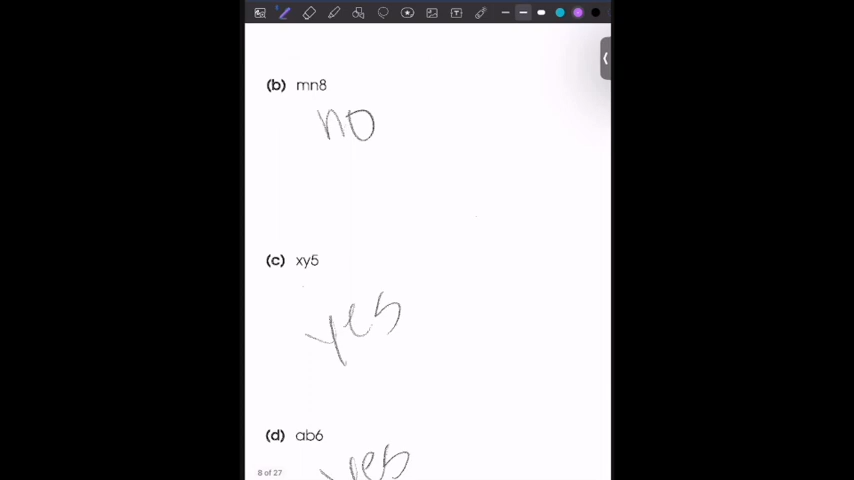 (b) mn8
no
(c) xy5
yes
(d) ab6
yes
8 of 27